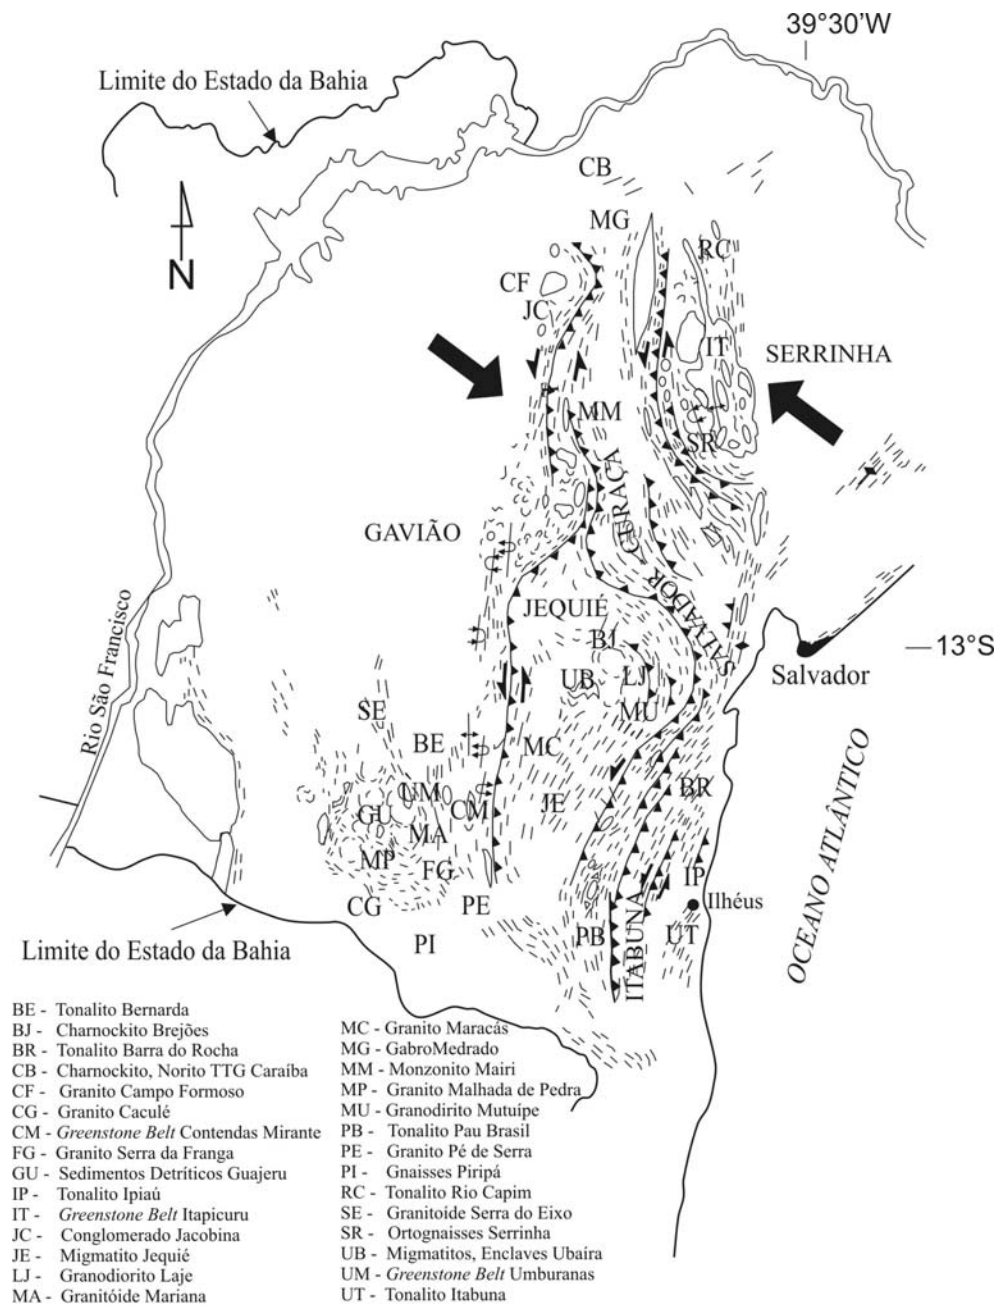 39°30’W
Limite do Estado da Bahia
CB
MG
RC
N
CF
JC
IT
SERRINHA
MM
SR
CURAÇA
GAVIÃO
SALVADOR
JEQUIÉ
BJ
13°S
Rio São Francisco
UB
LJ
Salvador
MU
SE
BE
MC
UM
BR
GU
CM
JE
MA
OCEANO ATLÂNTICO
MP
FG
IP
CG
PE
Ilhéus
PI
PB
ITABUNA
UT
Limite do Estado da Bahia
BE - Tonalito Bernarda
BJ - Charnockito Brejões
BR - Tonalito Barra do Rocha
CB - Charnockito, Norito TTG Caraíba
CF - Granito Campo Formoso
CG - Granito Caculé
CM - Greenstone Belt Contendas Mirante
FG - Granito Serra da Franga
GU - Sedimentos Detríticos Guajeru
IP - Tonalito Ipiaú
IT - Greenstone Belt Itapicuru
JC - Conglomerado Jacobina
JE - Migmatito Jequié
LJ - Granodiorito Laje
MA - Granitóide Mariana
MC - Granito Maracás
MG - GabroMedrado
MM - Monzonito Mairi
MP - Granito Malhada de Pedra
MU - Granodirito Mutuípe
PB - Tonalito Pau Brasil
PE - Granito Pé de Serra
PI - Gnaisses Piripá
RC - Tonalito Rio Capim
SE - Granitoíde Serra do Eixo
SR - Ortognaisses Serrinha
UB - Migmatitos, Enclaves Ubaíra
UM - Greenstone Belt Umburanas
UT - Tonalito Itabuna